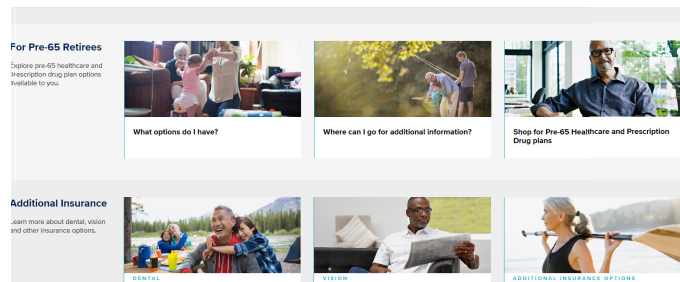 For Pre-65 Retirees
Explore pre-65 healthcare and
prescription drug plan options
available to you.
What options do I have?
Where can I go for additional information?
Shop for Pre-65 Healthcare and Prescription
Drug plans
Additional Insurance
Learn more about dental, vision
and other insurance options.
DENTAL
VISION
ADDITIONAL INSURANCE OPTIONS